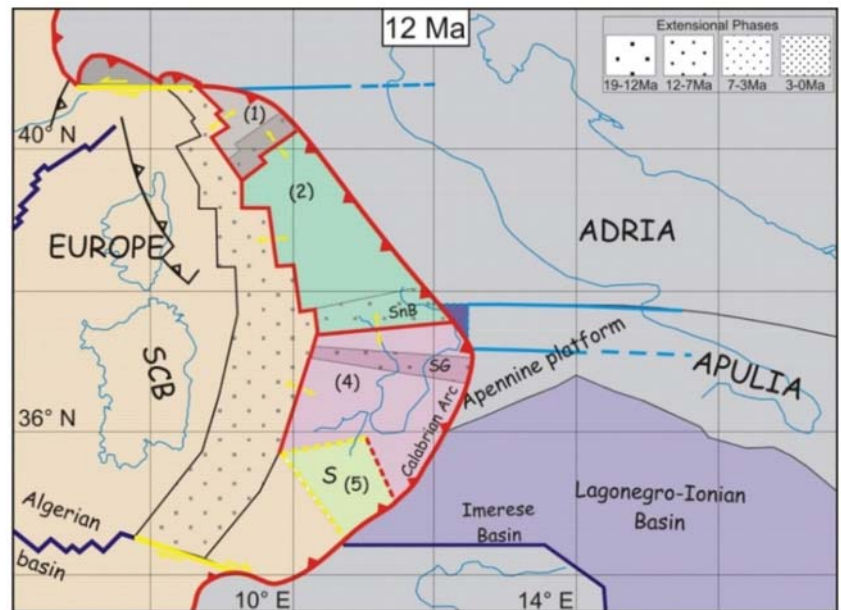 12 Ma
Extensional Phases
19-12Ma
12-7Ma
7-3Ma
3-0Ma
40° N
(1)
(2)
ADRIA
EUROPE
SnB
SCB
SG
(4)
Apennine platform
APULIA
36° N
Calabrian Arc
S (5)
Algerian
basin
Imerese
Basin
Lagonegro-Ionian
Basin
10° E
14° E